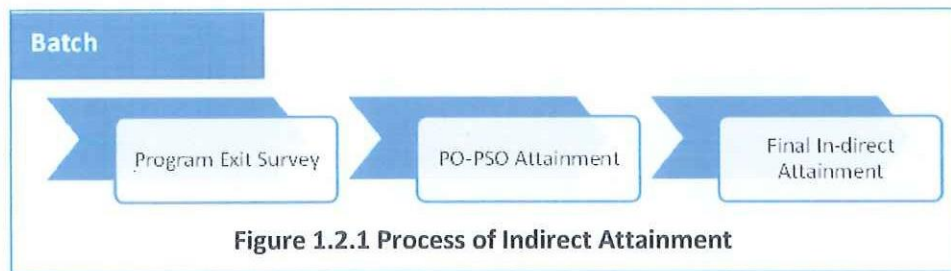 Batch
Program Exit Survey
PO-PSO Attainment
Final In-direct
Attainment
Figure 1.2.1 Process of Indirect Attainment